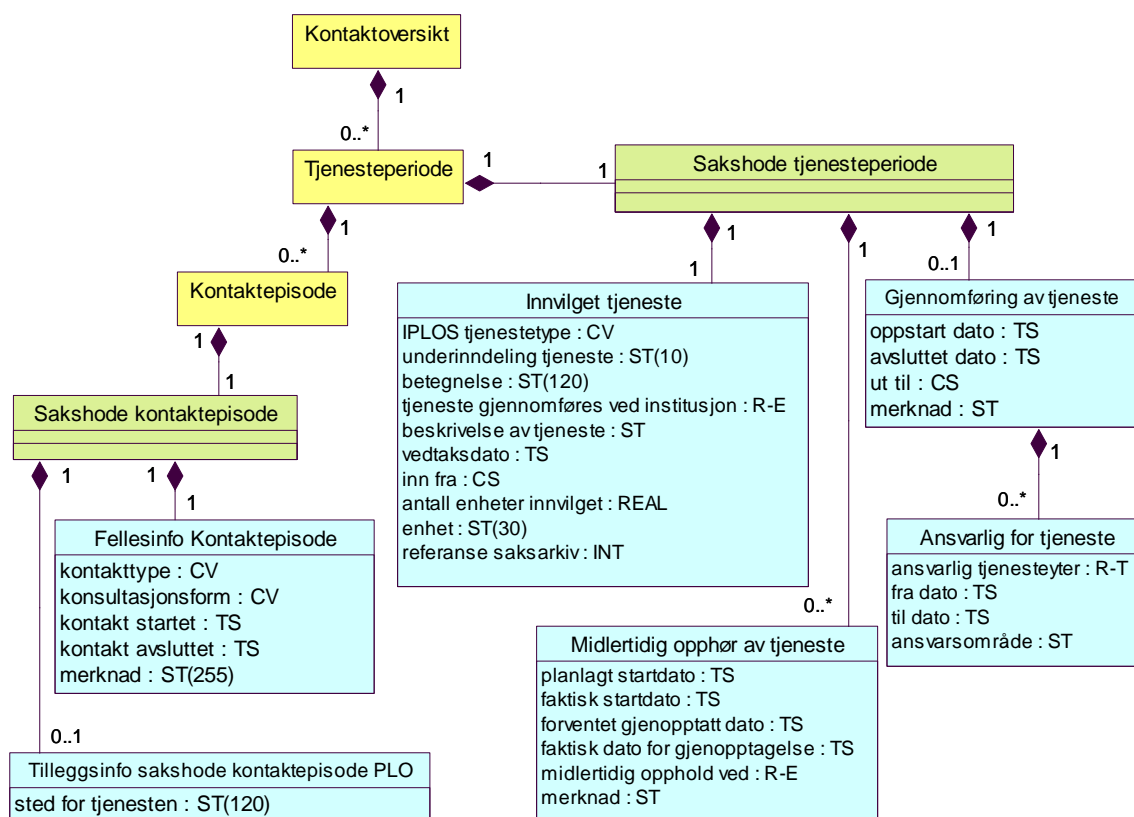 Kontaktoversikt
1
0..*
Tjenesteperiode
1
1
Sakshode tjenesteperiode
1
0..*
Kontaktepisode
1
1
Sakshode kontaktepisode
1
1
1
Fellesinfo Kontaktepisode
kontakttype : CV
konsultasjonsform : CV
kontakt startet : TS
kontakt avsluttet : TS
merknad : ST(255)
0..1
Tilleggsinfo sakshode kontaktepisode PLO
sted for tjenesten : ST(120)
1
1
Innvilget tjeneste
IPLOS tjenestetype : CV
underinndeling tjeneste : ST(10)
betegnelse : ST(120)
tjeneste gjennomføres ved institusjon : R-E
beskrivelse av tjeneste : ST
vedtaksdato : TS
inn fra : CS
antall enheter innvilget : REAL
enhet : ST(30)
referanse saksarkiv : INT
1
0..*
Midlertidig opphør av tjeneste
planlagt startdato : TS
faktisk startdato : TS
forventet gjenopptatt dato : TS
faktisk dato for gjenopptagelse : TS
midlertidig opphold ved : R-E
merknad : ST
1
0..1
Gjennomføring av tjeneste
oppstart dato : TS
avsluttet dato : TS
ut til : CS
merknad : ST
1
0..*
Ansvarlig for tjeneste
ansvarlig tjenesteyter : R-T
fra dato : TS
til dato : TS
ansvarsområde : ST